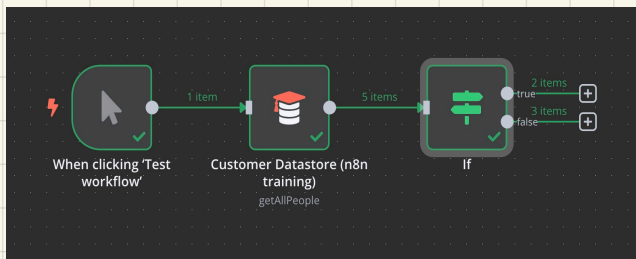 1 item
5 items
true
2 items
false
3 items
When clicking ‘Test
workflow’
Customer Datastore (n8n
training)
getAllPeople
If